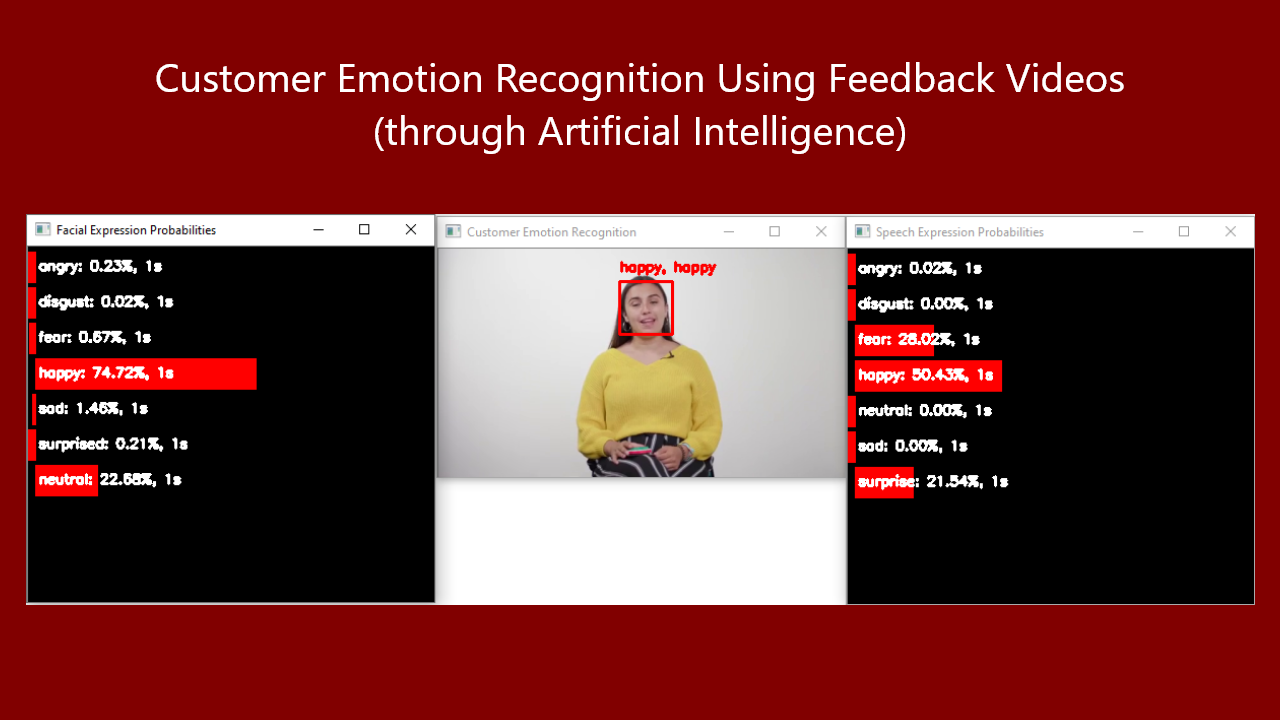 Customer Emotion Recognition Using Feedback Videos
(through Artificial Intelligence)
Facial Expression Probabilities
angry: 0.23%, 1s
disgust: 0.02%, 1s
fear: 0.67%, 1s
happy: 74.72%, 1s
sad: 1.46%, 1s
surprised: 0.21%, 1s
neutral: 22.68%, 1s
Customer Emotion Recognition
happy, happy
Speech Expression Probabilities
angry: 0.02%, 1s
disgust: 0.00%, 1s
fear: 28.02%, 1s
happy: 50.43%, 1s
neutral: 0.00%, 1s
sad: 0.00%, 1s
surprise: 21.54%, 1s